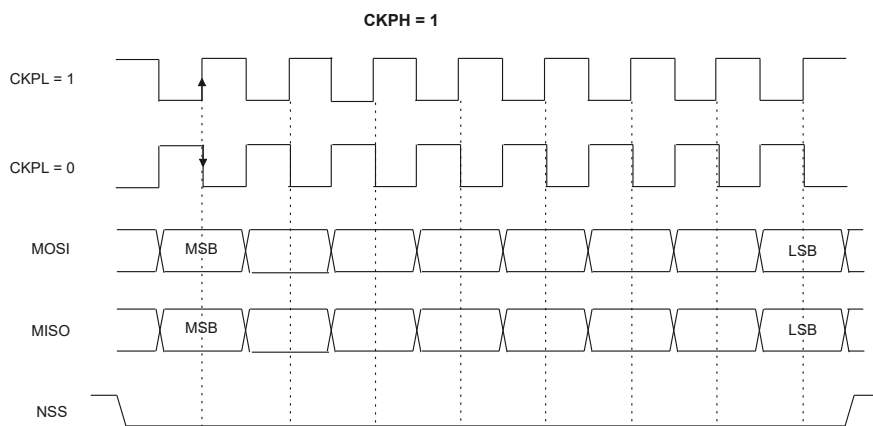 CKPH = 1
CKPL = 1
CKPL = 0
MOSI
MSB
LSB
MISO
MSB
LSB
NSS